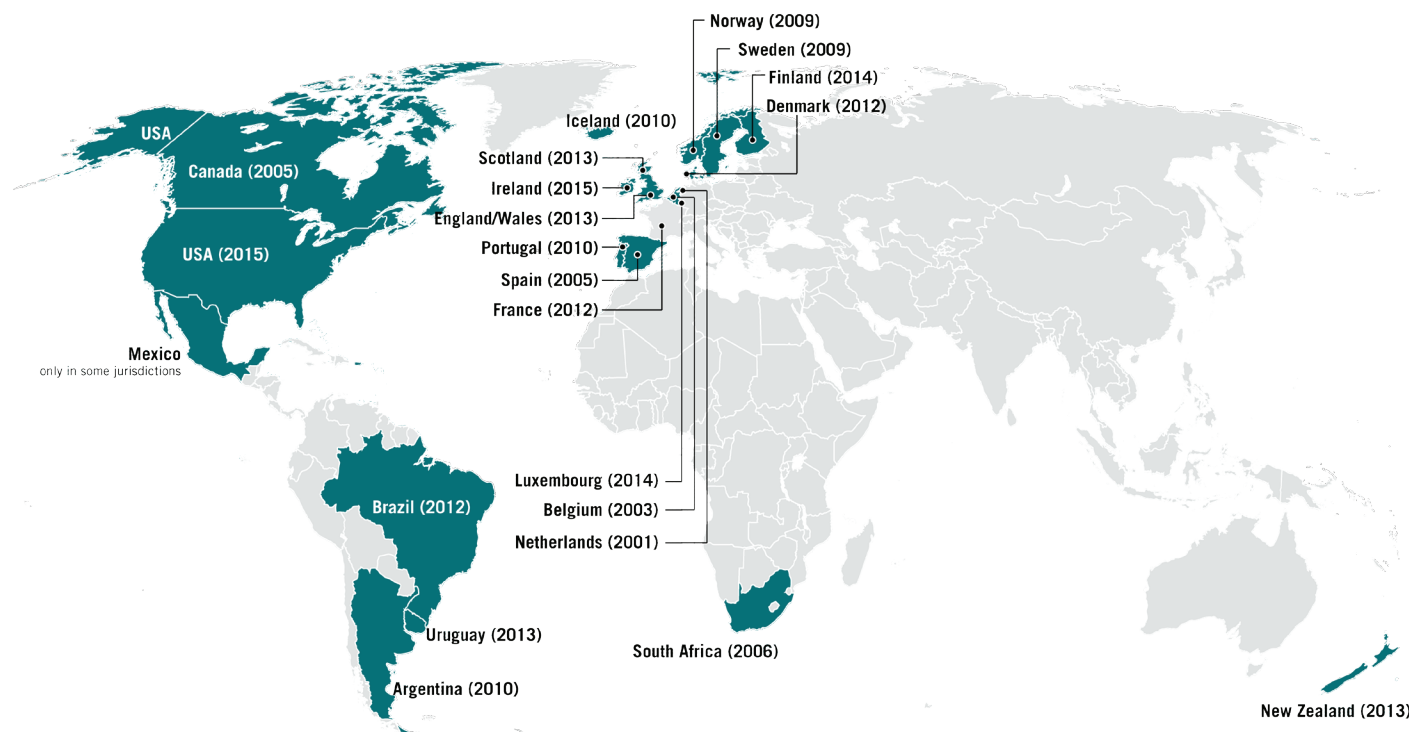 Norway (2009)
Sweden (2009)
Finland (2014)
Denmark (2012)
Iceland (2010)
USA
Scotland (2013)
Canada (2005)
Ireland (2015)
England/Wales (2013)
USA (2015)
Portugal (2010)
Spain (2005)
France (2012)
Mexico
only in some jurisdictions
Luxembourg (2014)
Brazil (2012)
Belgium (2003)
Netherlands (2001)
Uruguay (2013)
South Africa (2006)
Argentina (2010)
New Zealand (2013)